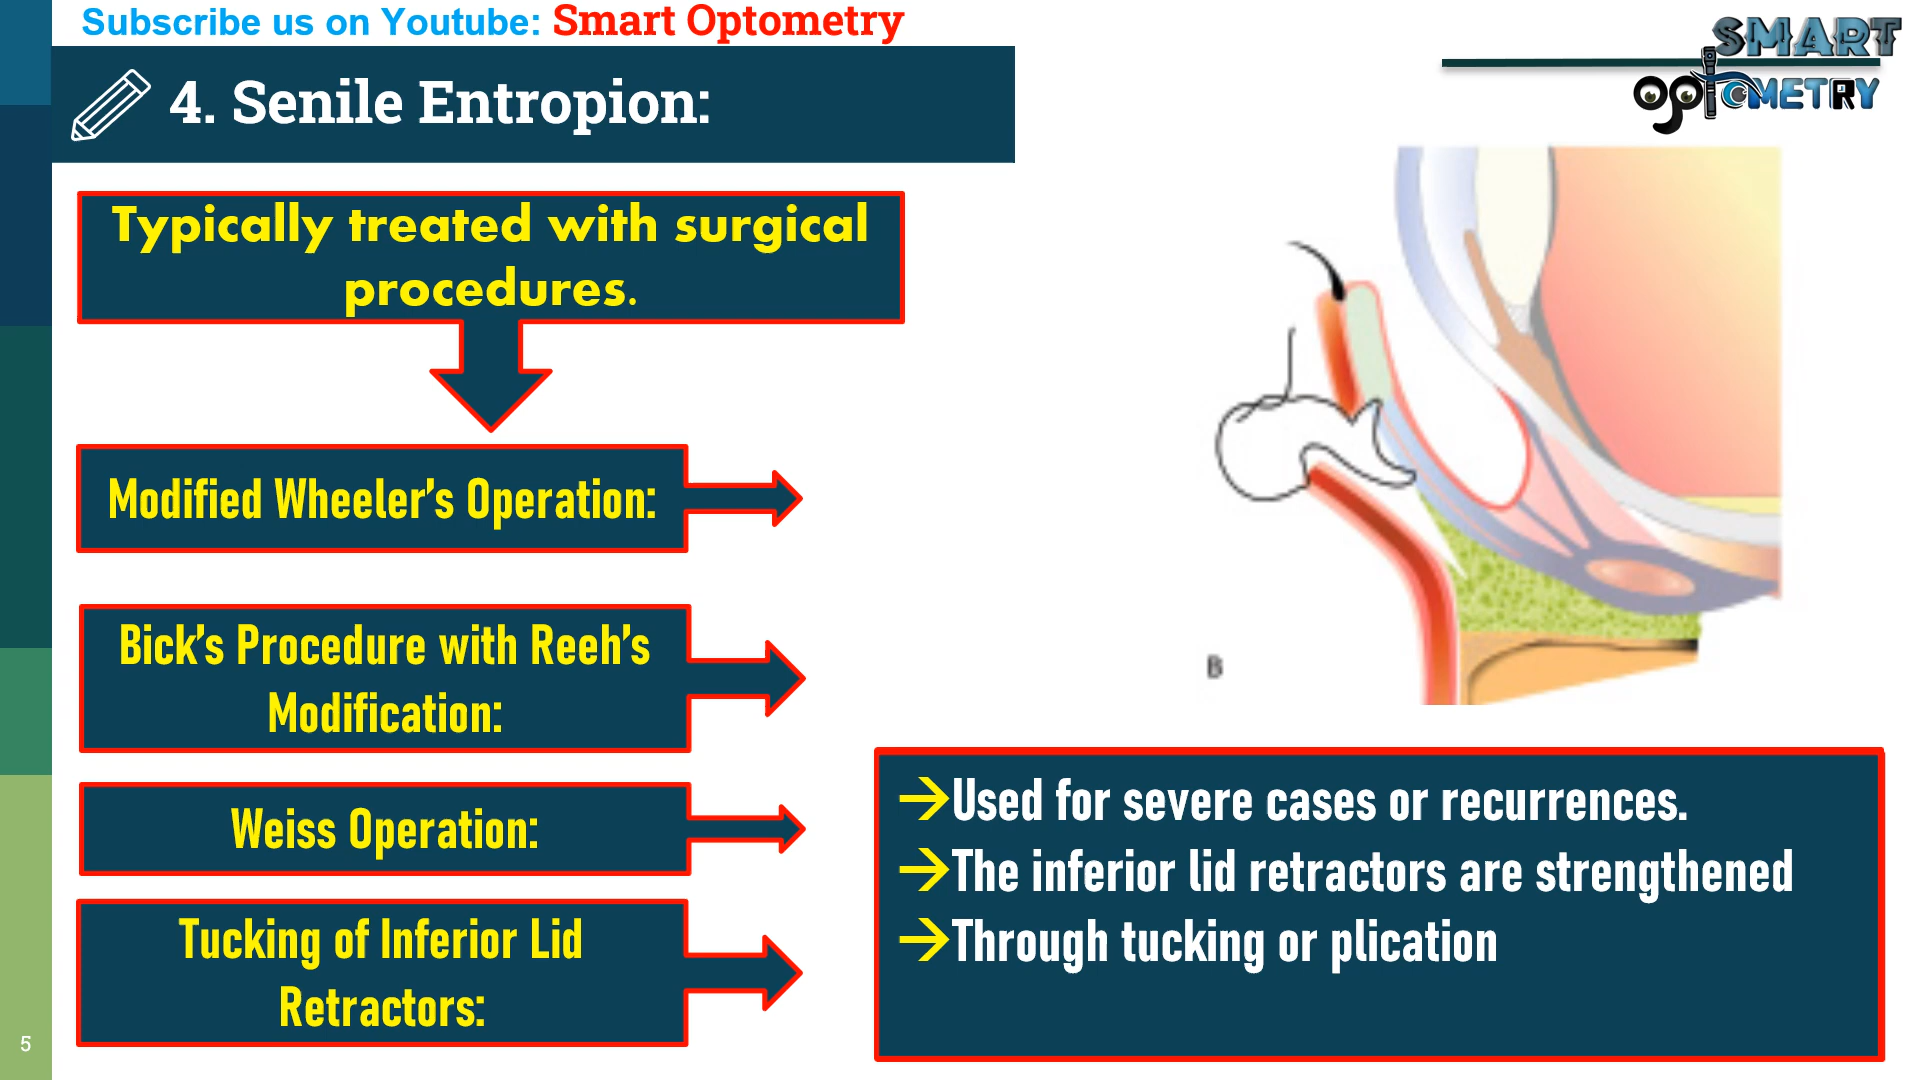 Subscribe us on Youtube: Smart Optometry
SMART
OPTOMETRY
4. Senile Entropion:
Typically treated with surgical
procedures.
Modified Wheeler’s Operation:
Bick’s Procedure with Reeh’s
Modification:
Weiss Operation:
Tucking of Inferior Lid
Retractors:
B
→Used for severe cases or recurrences.
→The inferior lid retractors are strengthened
→Through tucking or plication
5